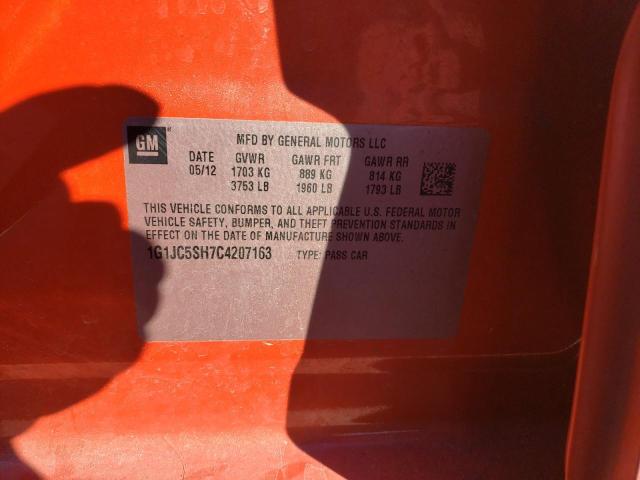 GM
MFD BY GENERAL MOTORS LLC
DATE GVWR GAWR FRT GAWR RR
05/12 1703 KG 889 KG 814 KG
3753 LB 1960 LB 1793 LB
THIS VEHICLE CONFORMS TO ALL APPLICABLE U.S. FEDERAL MOTOR
VEHICLE SAFETY, BUMPER, AND THEFT PREVENTION STANDARDS IN
EFFECT ON THE DATE OF MANUFACTURE SHOWN ABOVE.
1G1JC5SH7C4207163 TYPE: PASS CAR